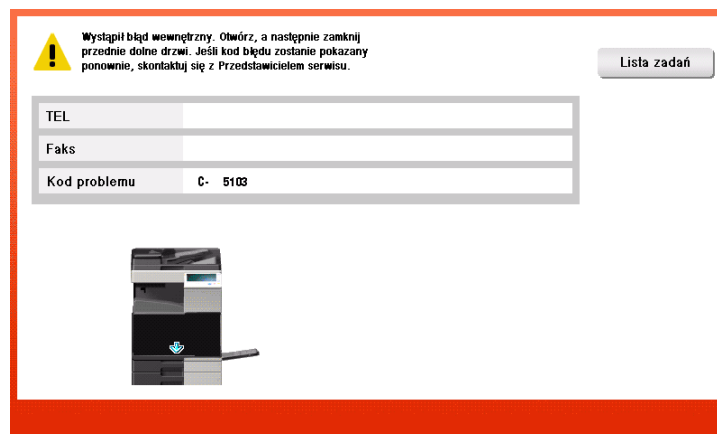 Wystąpił błąd wewnętrzny. Otwórz, a następnie zamknij
przednie dolne drzwi. Jeśli kod błędu zostanie pokazany
ponownie, skontaktuj się z Przedstawicielem serwisu.
Lista zadań
TEL
Faks
Kod problemu C- 5103